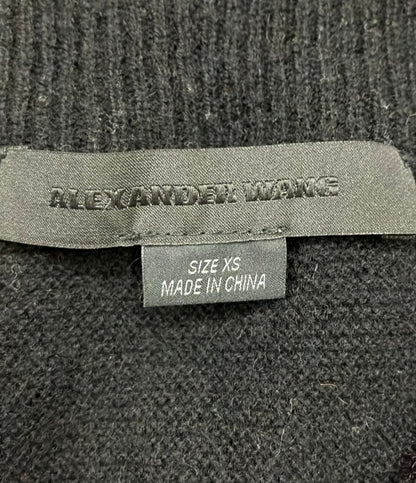 ALEXANDER WANG
SIZE XS
MADE IN CHINA